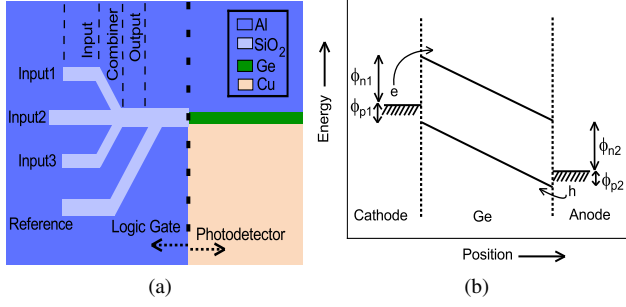 Input
Combiner
Output
Al
SiO2
Ge
Cu
Input1
Input2
Input3
Reference
Logic Gate
Photodetector
(a)
Energy
ϕn1
ϕp1
e
ϕn2
ϕp2
h
Cathode
Ge
Anode
Position
(b)